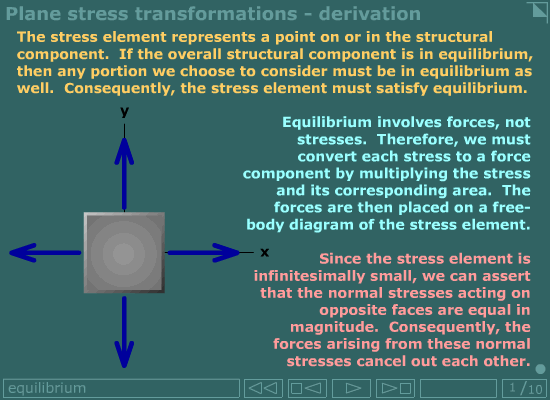 Plane stress transformations - derivation
The stress element represents a point on or in the structural
component. If the overall structural component is in equilibrium,
then any portion we choose to consider must be in equilibrium as
well. Consequently, the stress element must satisfy equilibrium.
y
Equilibrium involves forces, not
stresses. Therefore, we must
convert each stress to a force
component by multiplying the stress
and its corresponding area. The
forces are then placed on a free-
body diagram of the stress element.
x
Since the stress element is
infinitesimally small, we can assert
that the normal stresses acting on
opposite faces are equal in
magnitude. Consequently, the
forces arising from these normal
stresses cancel out each other.
equilibrium
1/10